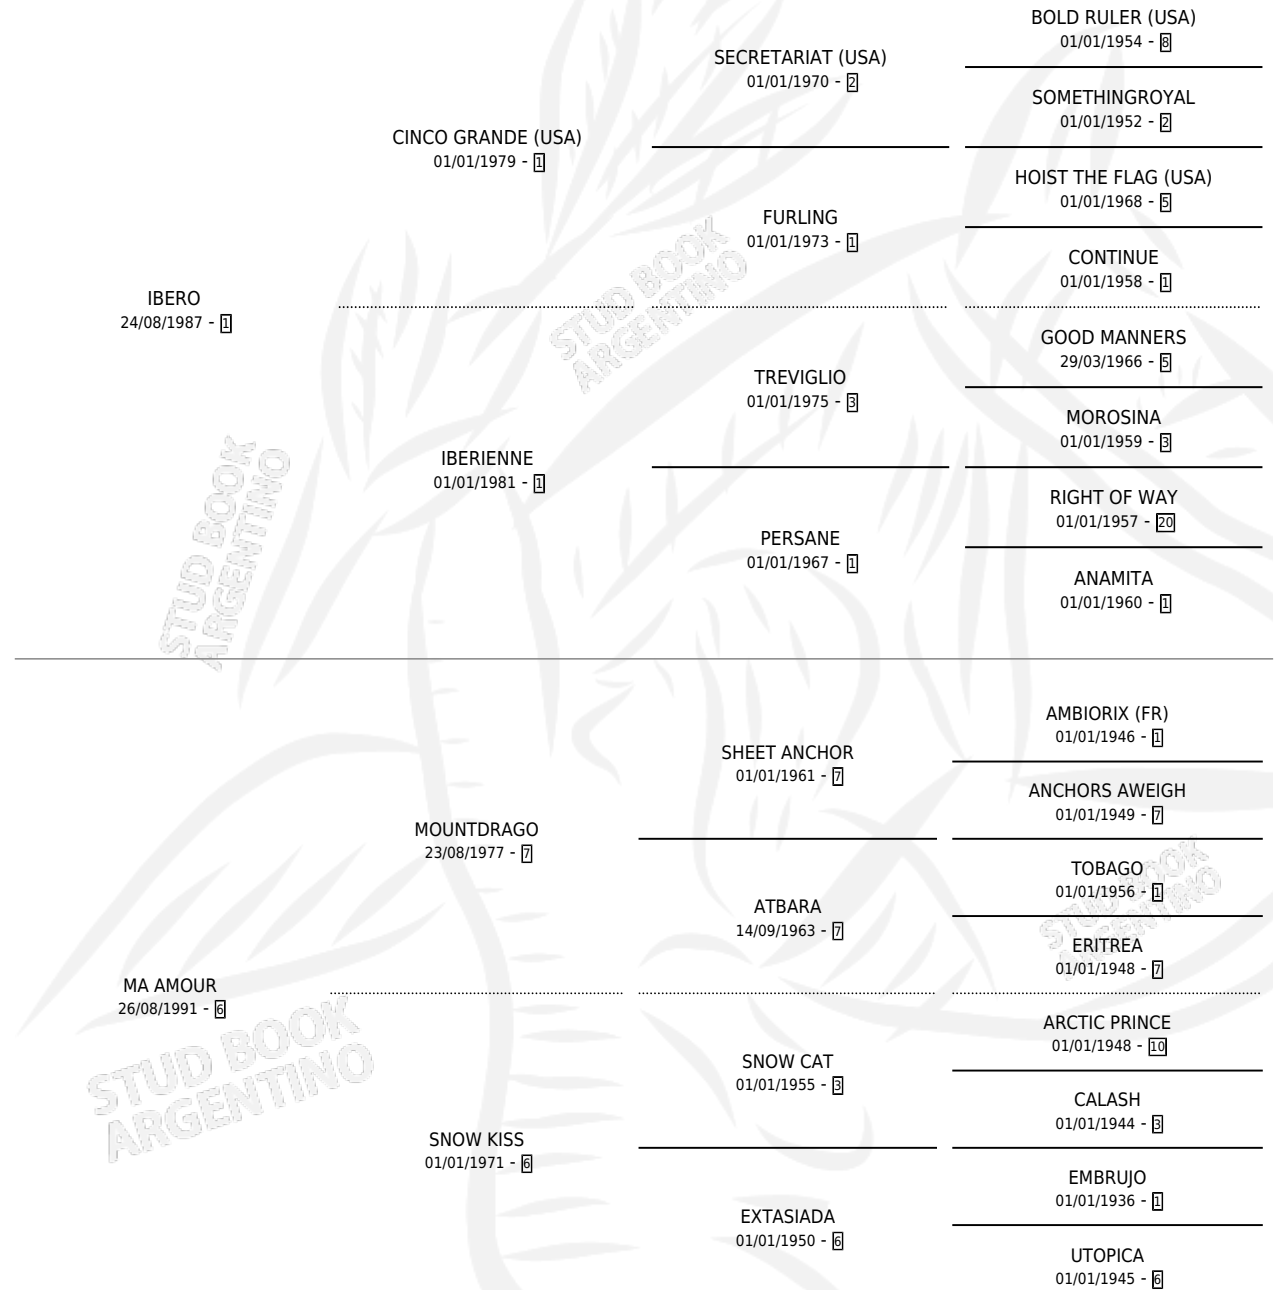 BOLD RULER (USA)
01/01/1954 - 8
SECRETARIAT (USA)
01/01/1970 - 2
SOMETHINGROYAL
01/01/1952 - 2
CINCO GRANDE (USA)
01/01/1979 - 1
HOIST THE FLAG (USA)
01/01/1968 - 5
FURLING
01/01/1973 - 1
CONTINUE
01/01/1958 - 1
IBERO
24/08/1987 - 1
STUD BOOK
ARGENTINO
GOOD MANNERS
29/03/1966 - 5
TREVIGLIO
01/01/1975 - 3
MOROSINA
01/01/1959 - 3
IBERIENNE
01/01/1981 - 1
RIGHT OF WAY
01/01/1957 - 20
PERSANE
01/01/1967 - 1
ANAMITA
01/01/1960 - 1
STUD BOOK
ARGENTINO
AMBIORIX (FR)
01/01/1946 - 1
SHEET ANCHOR
01/01/1961 - 7
ANCHORS AWEIGH
01/01/1949 - 7
MOUNTDRAGO
23/08/1977 - 7
TOBAGO
01/01/1956 - 1
ATBARA
14/09/1963 - 7
ERITREA
01/01/1948 - 7
STUD BOOK
ARGENTINO
MA AMOUR
26/08/1991 - 6
ARCTIC PRINCE
01/01/1948 - 10
SNOW CAT
01/01/1955 - 3
CALASH
01/01/1944 - 3
STUD BOOK
ARGENTINO
SNOW KISS
01/01/1971 - 6
EMBRUJO
01/01/1936 - 1
EXTASIADA
01/01/1950 - 6
UTOPICA
01/01/1945 - 6